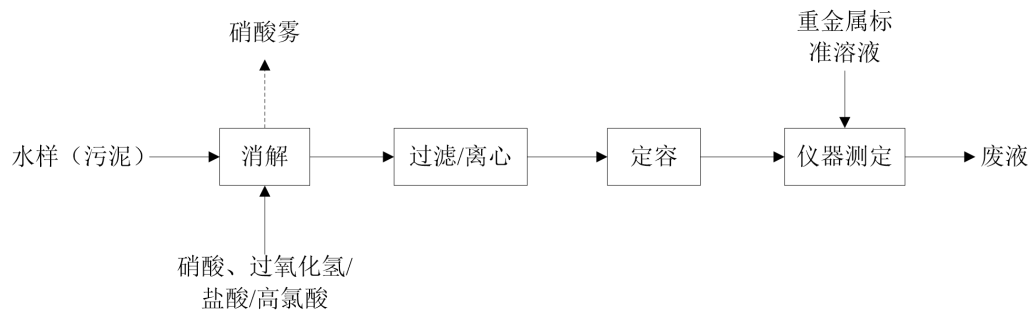 硝酸雾
重金属标
准溶液
水样（污泥）
消解
过滤/离心
定容
仪器测定
废液
硝酸、过氧化氢/
盐酸/高氯酸